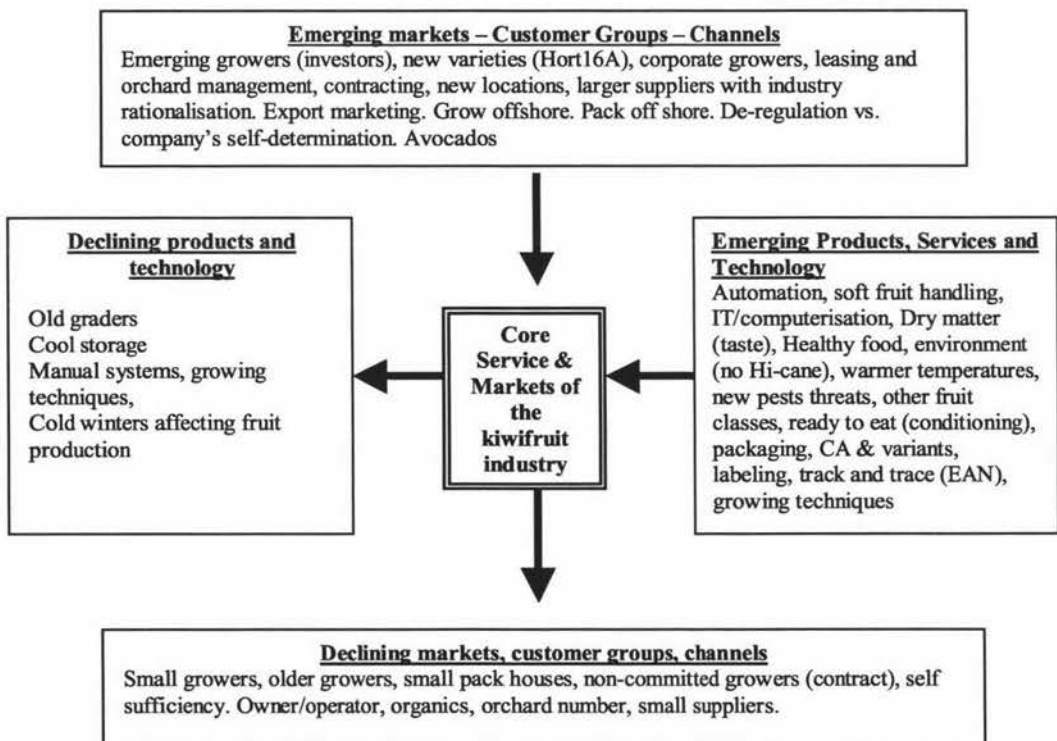 Emerging markets – Customer Groups – Channels
Emerging growers (investors), new varieties (Hort16A), corporate growers, leasing and
orchard management, contracting, new locations, larger suppliers with industry
rationalisation. Export marketing. Grow offshore. Pack off shore. De-regulation vs.
company's self-determination. Avocados
Declining products and
technology
Old graders
Cool storage
Manual systems, growing
techniques,
Cold winters affecting fruit
production
Core
Service &
Markets of
the
kiwifruit
industry
Emerging Products, Services and
Technology
Automation, soft fruit handling,
IT/computerisation, Dry matter
(taste), Healthy food, environment
(no Hi-cane), warmer temperatures,
new pests threats, other fruit
classes, ready to eat (conditioning),
packaging, CA & variants,
labeling, track and trace (EAN),
growing techniques
Declining markets, customer groups, channels
Small growers, older growers, small pack houses, non-committed growers (contract), self
sufficiency. Owner/operator, organics, orchard number, small suppliers.